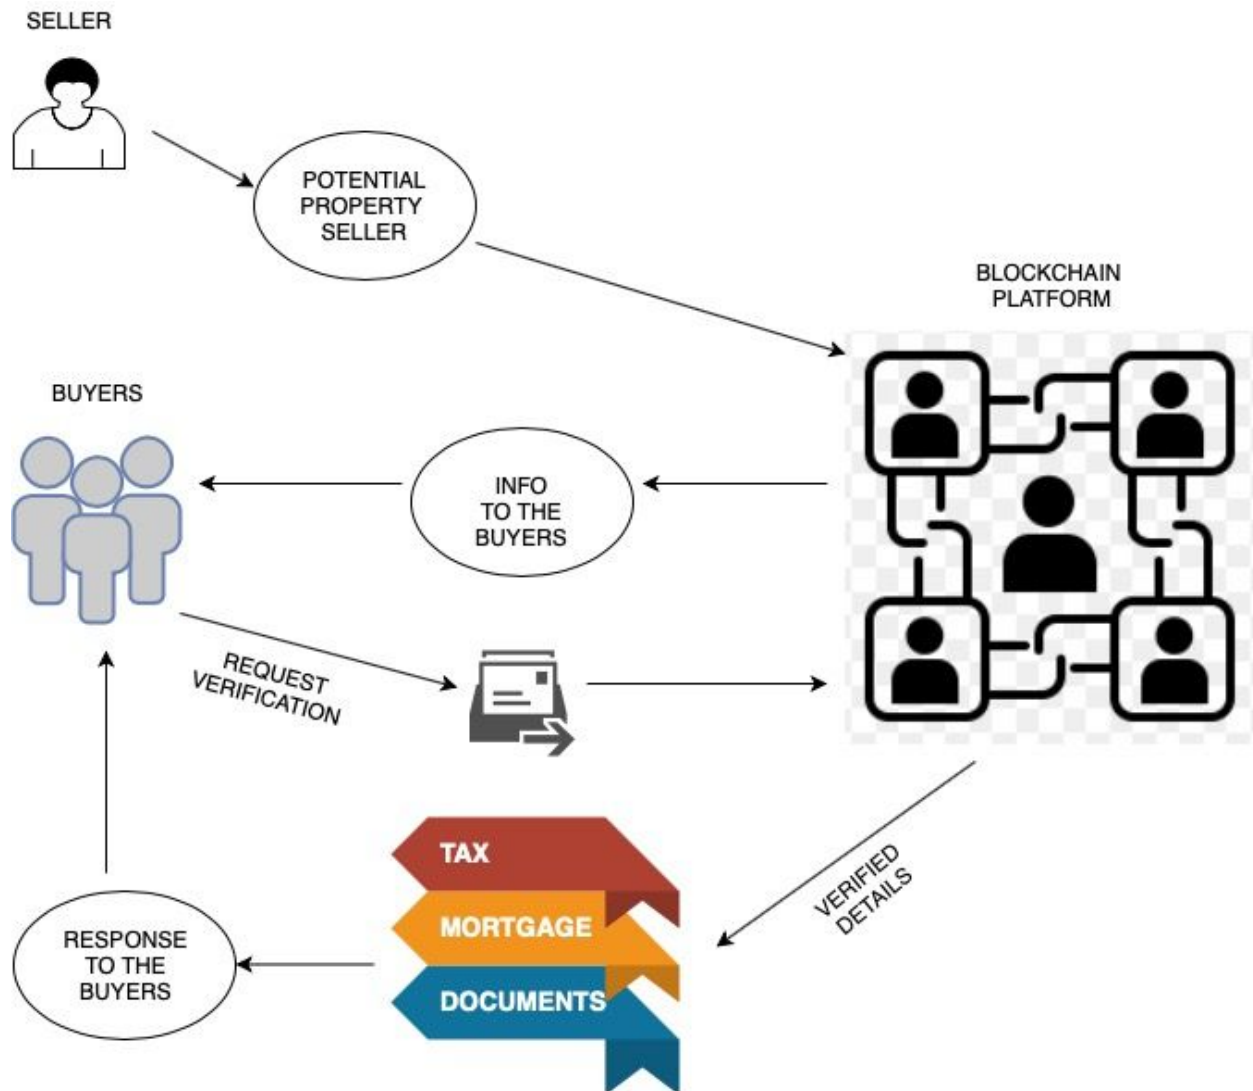 SELLER
POTENTIAL
PROPERTY
SELLER
BLOCKCHAIN
PLATFORM
BUYERS
INFO
TO THE
BUYERS
REQUEST
VERIFICATION
TAX
MORTGAGE
DOCUMENTS
VERIFIED
DETAILS
RESPONSE
TO THE
BUYERS